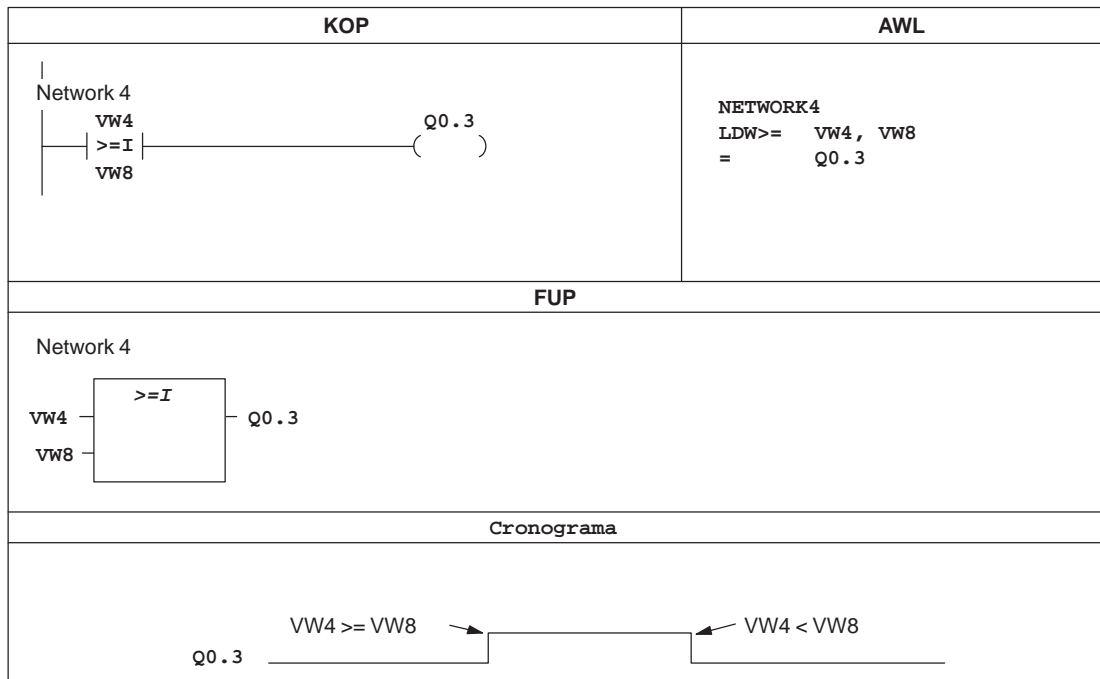 KOP
AWL
Network 4
VW4
>=I
VW8
Q0.3
( )
NETWORK4
LDW>= VW4, VW8
= Q0.3
FUP
Network 4
>=I
VW4
VW8
Q0.3
Cronograma
VW4 >= VW8
VW4 < VW8
Q0.3